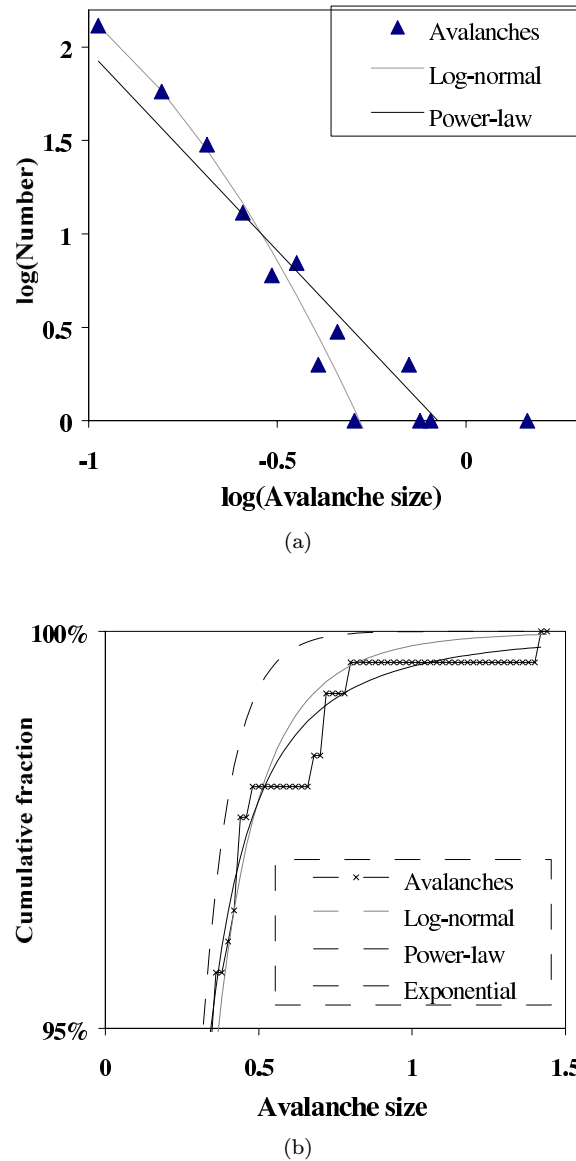 2
1.5
1
0.5
0
-1
-0.5
0
log(Number)
log(Avalanche size)
Avalanches
Log-normal
Power-law
(a)
100%
95%
0
0.5
1
1.5
Cumulative fraction
Avalanche size
Avalanches
Log-normal
Power-law
Exponential
(b)